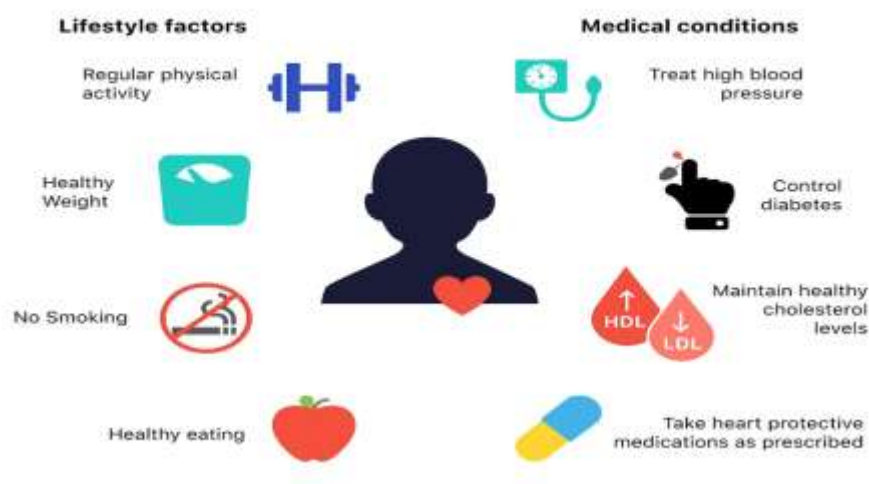 Lifestyle factors
Regular physical
activity
Healthy
Weight
No Smoking
Healthy eating
Medical conditions
Treat high blood
pressure
Control
diabetes
↑
HDL
↓
LDL
Maintain healthy
cholesterol
levels
Take heart protective
medications as prescribed